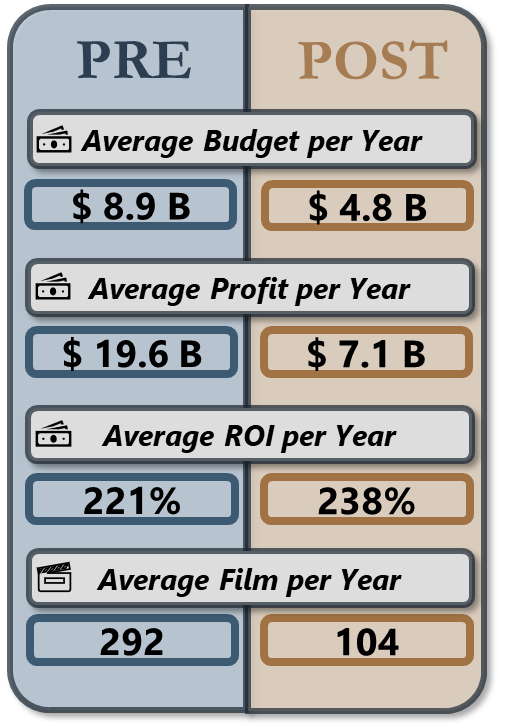 PRE POST
Average Budget per Year
$ 8.9 B $ 4.8 B
Average Profit per Year
$ 19.6 B $ 7.1 B
Average ROI per Year
221% 238%
Average Film per Year
292 104